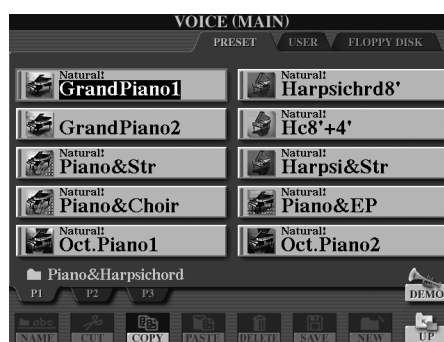 VOICE (MAIN)
PRESET USER FLOPPY DISK
Natural!
GrandPiano1
Natural!
Harpsichrd8'
GrandPiano2
Natural!
Hc8'+4'
Natural!
Piano&Str
Natural!
Harpsi&Str
Natural!
Piano&Choir
Natural!
Piano&EP
Natural!
Oct.Piano1
Natural!
Oct.Piano2
Piano&Harpsichord
P1 P2 P3
DEMO
abc
NAME CUT COPY PASTE DELETE SAVE NEW UP